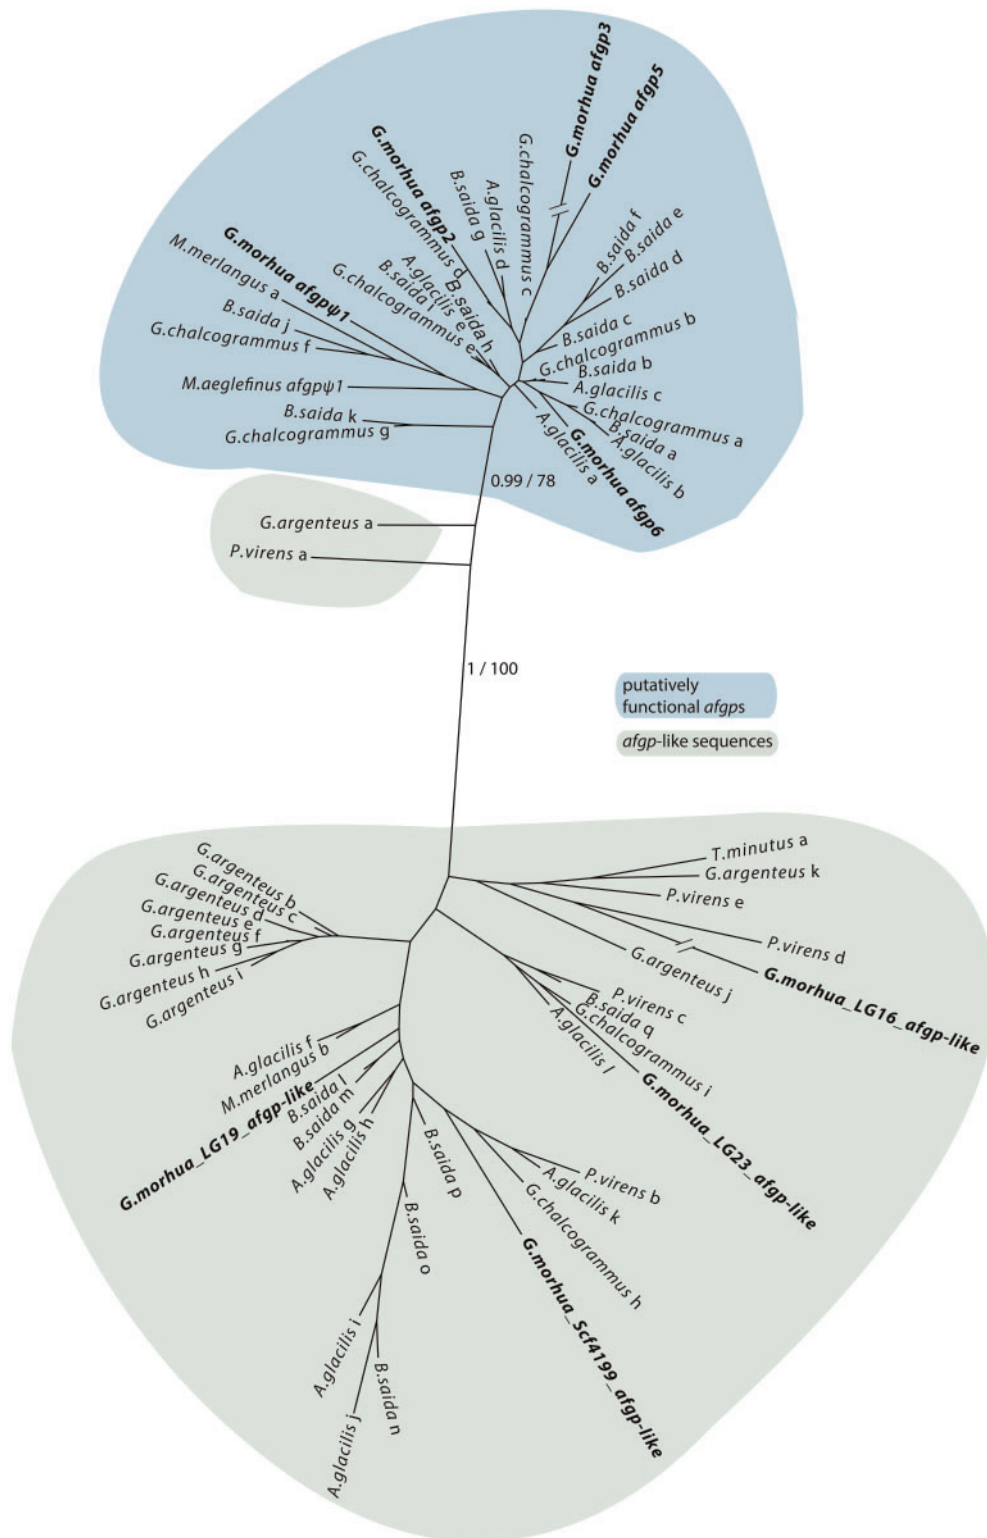 G.morhua afgp3
G.morhua afgp5
G.chalcogrammus c
G.morhua afgp2
G.chalcogrammus d
B.saida g
A.glacilis d
B.saida f
B.saida e
B.saida d
G.morhua afgpψ1
M.merlangus a
A.glacilis e
B.saida i
B.saida h
G.chalcogrammus e
B.saida j
G.chalcogrammus f
B.saida c
G.chalcogrammus b
B.saida b
A.glacilis c
M.aeglefinus afgpψ1
G.chalcogrammus a
B.saida a
A.glacilis b
B.saida k
G.chalcogrammus g
A.glacilis a
G.morhua afgp6
0.99 / 78
G.argenteus a
P.virens a
1 / 100
putatively
functional afgps
afgp-like sequences
T.minutus a
G.argenteus k
P.virens e
P.virens d
G.argenteus j
G.morhua_LG16_afgp-like
G.argenteus b
G.argenteus c
G.argenteus d
G.argenteus e
G.argenteus f
G.argenteus g
G.argenteus h
G.argenteus i
P.virens c
B.saida q
G.chalcogrammus i
A.glacilis l
G.morhua_LG23_afgp-like
A.glacilis f
M.merlangus b
G.morhua_LG19_afgp-like
B.saida l
B.saida m
A.glacilis g
A.glacilis h
B.saida p
P.virens b
A.glacilis k
G.chalcogrammus h
G.morhua_Scf4199_afgp-like
B.saida o
A.glacilis i
B.saida n
A.glacilis j